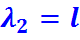 λ₂ = l